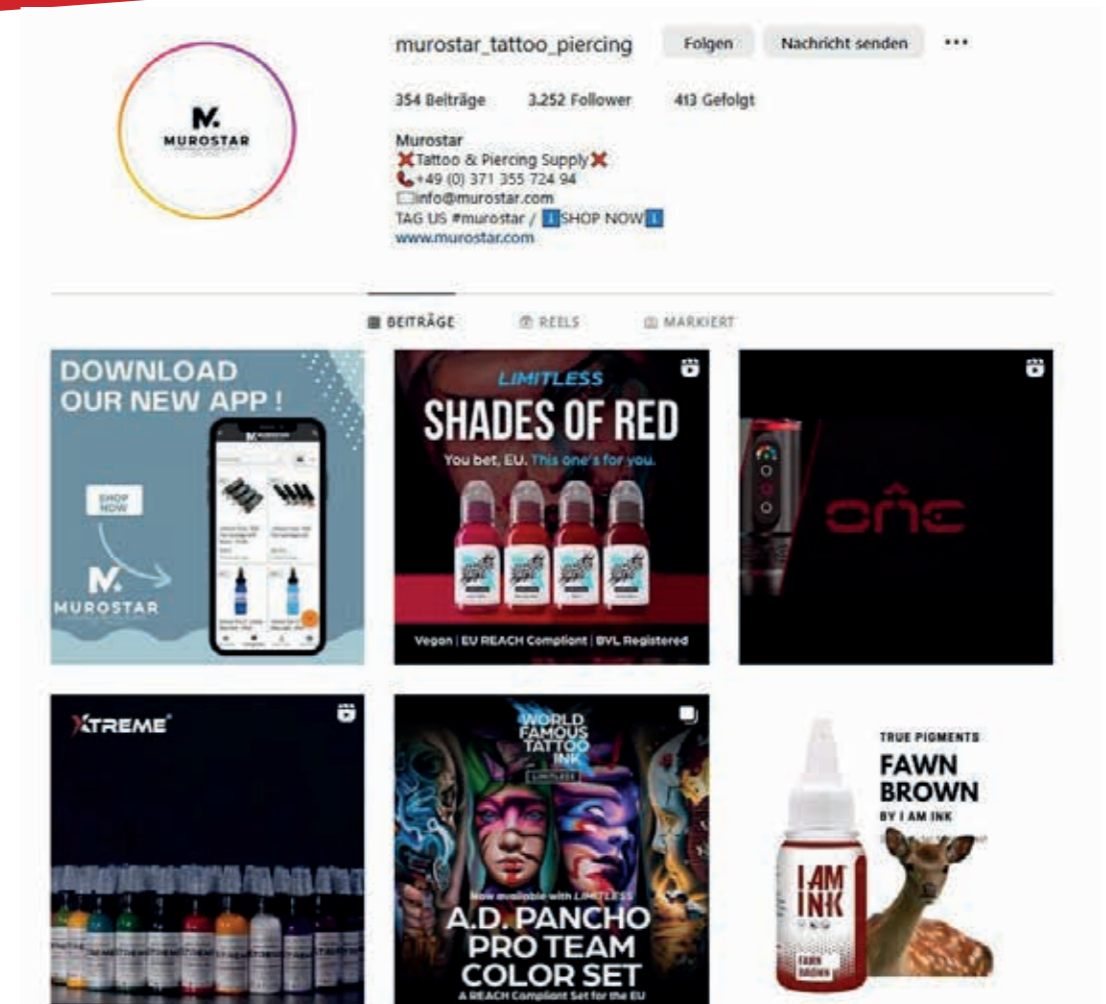 murostar_tattoo_piercing
Folgen
Nachricht senden
354 Beiträge 3.252 Follower 413 Gefolgt
M.
MUROSTAR
Murostar
❌Tattoo & Piercing Supply❌
📞+49 (0) 371 355 724 94
info@murostar.com
TAG US #murostar / SHOP NOW
www.murostar.com
BEITRÄGE REELS MARKIERT
DOWNLOAD
OUR NEW APP !
SHOP
NOW
M.
MUROSTAR
LIMITLESS
SHADES OF RED
You bet, EU. This one's for you.
Vegan | EU REACH Compliant | BVL Registered
one
XTREME
WORLD
FAMOUS
TATTOO
INK
LIMITLESS
Now available with LIMITLESS
A.D. PANCHO
PRO TEAM
COLOR SET
A REACH Compliant Set for the EU
TRUE PIGMENTS
FAWN
BROWN
BY I AM INK
I AM
INK
FAWN
BROWN